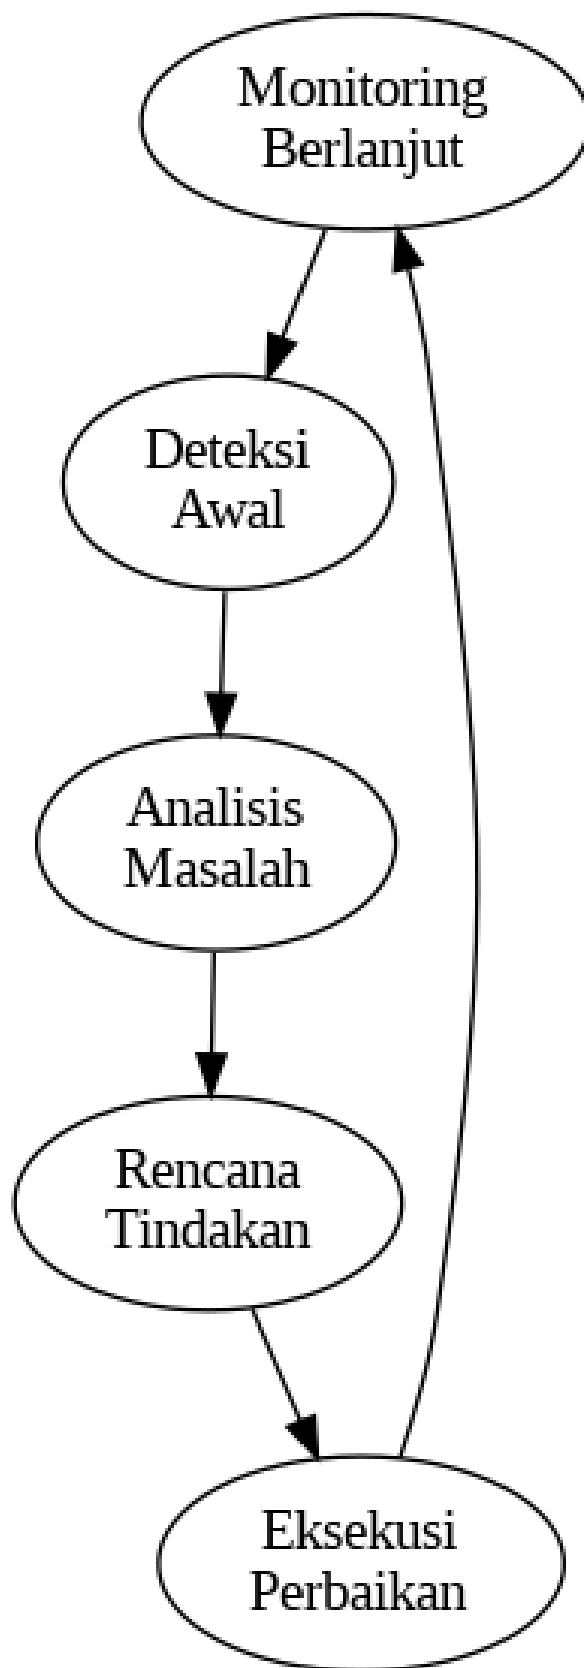 Monitoring
Berlanjut
Deteksi
Awal
Analisis
Masalah
Rencana
Tindakan
Eksekusi
Perbaikan